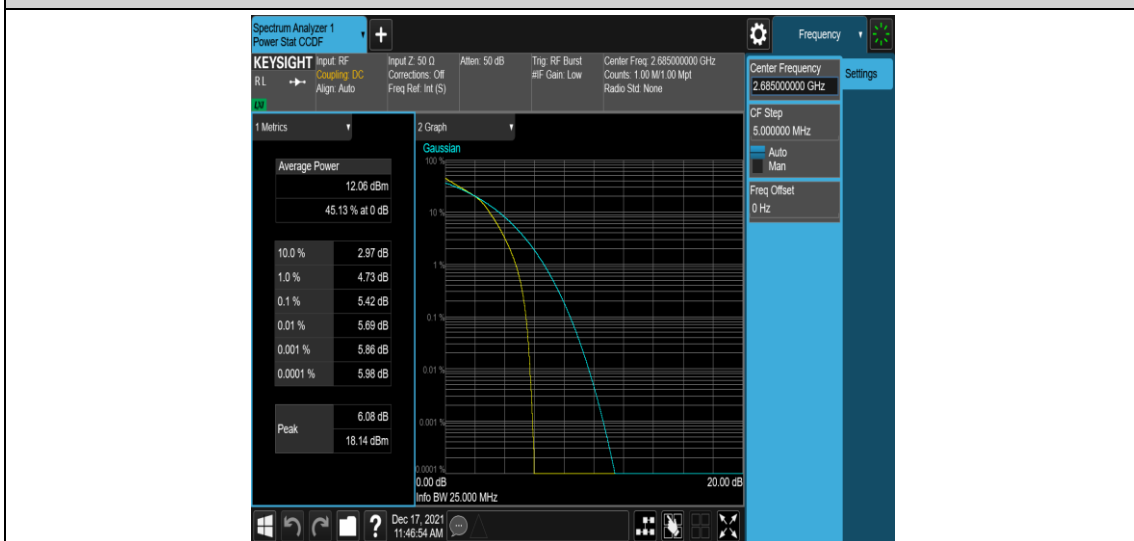 Spectrum Analyzer 1
Power Stat CCDF
+
Frequency
KEYSIGHT
RL
LXI
Input: RF
Coupling: DC
Align: Auto
Input Z: 50 Ω
Corrections: Off
Freq Ref: Int (S)
Atten: 50 dB
Trig: RF Burst
#IF Gain: Low
Center Freq: 2.685000000 GHz
Counts: 1.00 M/1.00 Mpt
Radio Std: None
Center Frequency
2.685000000 GHz
Settings
CF Step
5.000000 MHz
Auto
Man
Freq Offset
0 Hz
1 Metrics
Average Power
12.06 dBm
45.13 % at 0 dB
10.0 % 2.97 dB
1.0 % 4.73 dB
0.1 % 5.42 dB
0.01 % 5.69 dB
0.001 % 5.86 dB
0.0001 % 5.98 dB
Peak
6.08 dB
18.14 dBm
2 Graph
Gaussian
100 %
10 %
1 %
0.1 %
0.01 %
0.001 %
0.0001 %
0.00 dB 20.00 dB
Info BW 25.000 MHz
?
Dec 17, 2021
11:46:54 AM